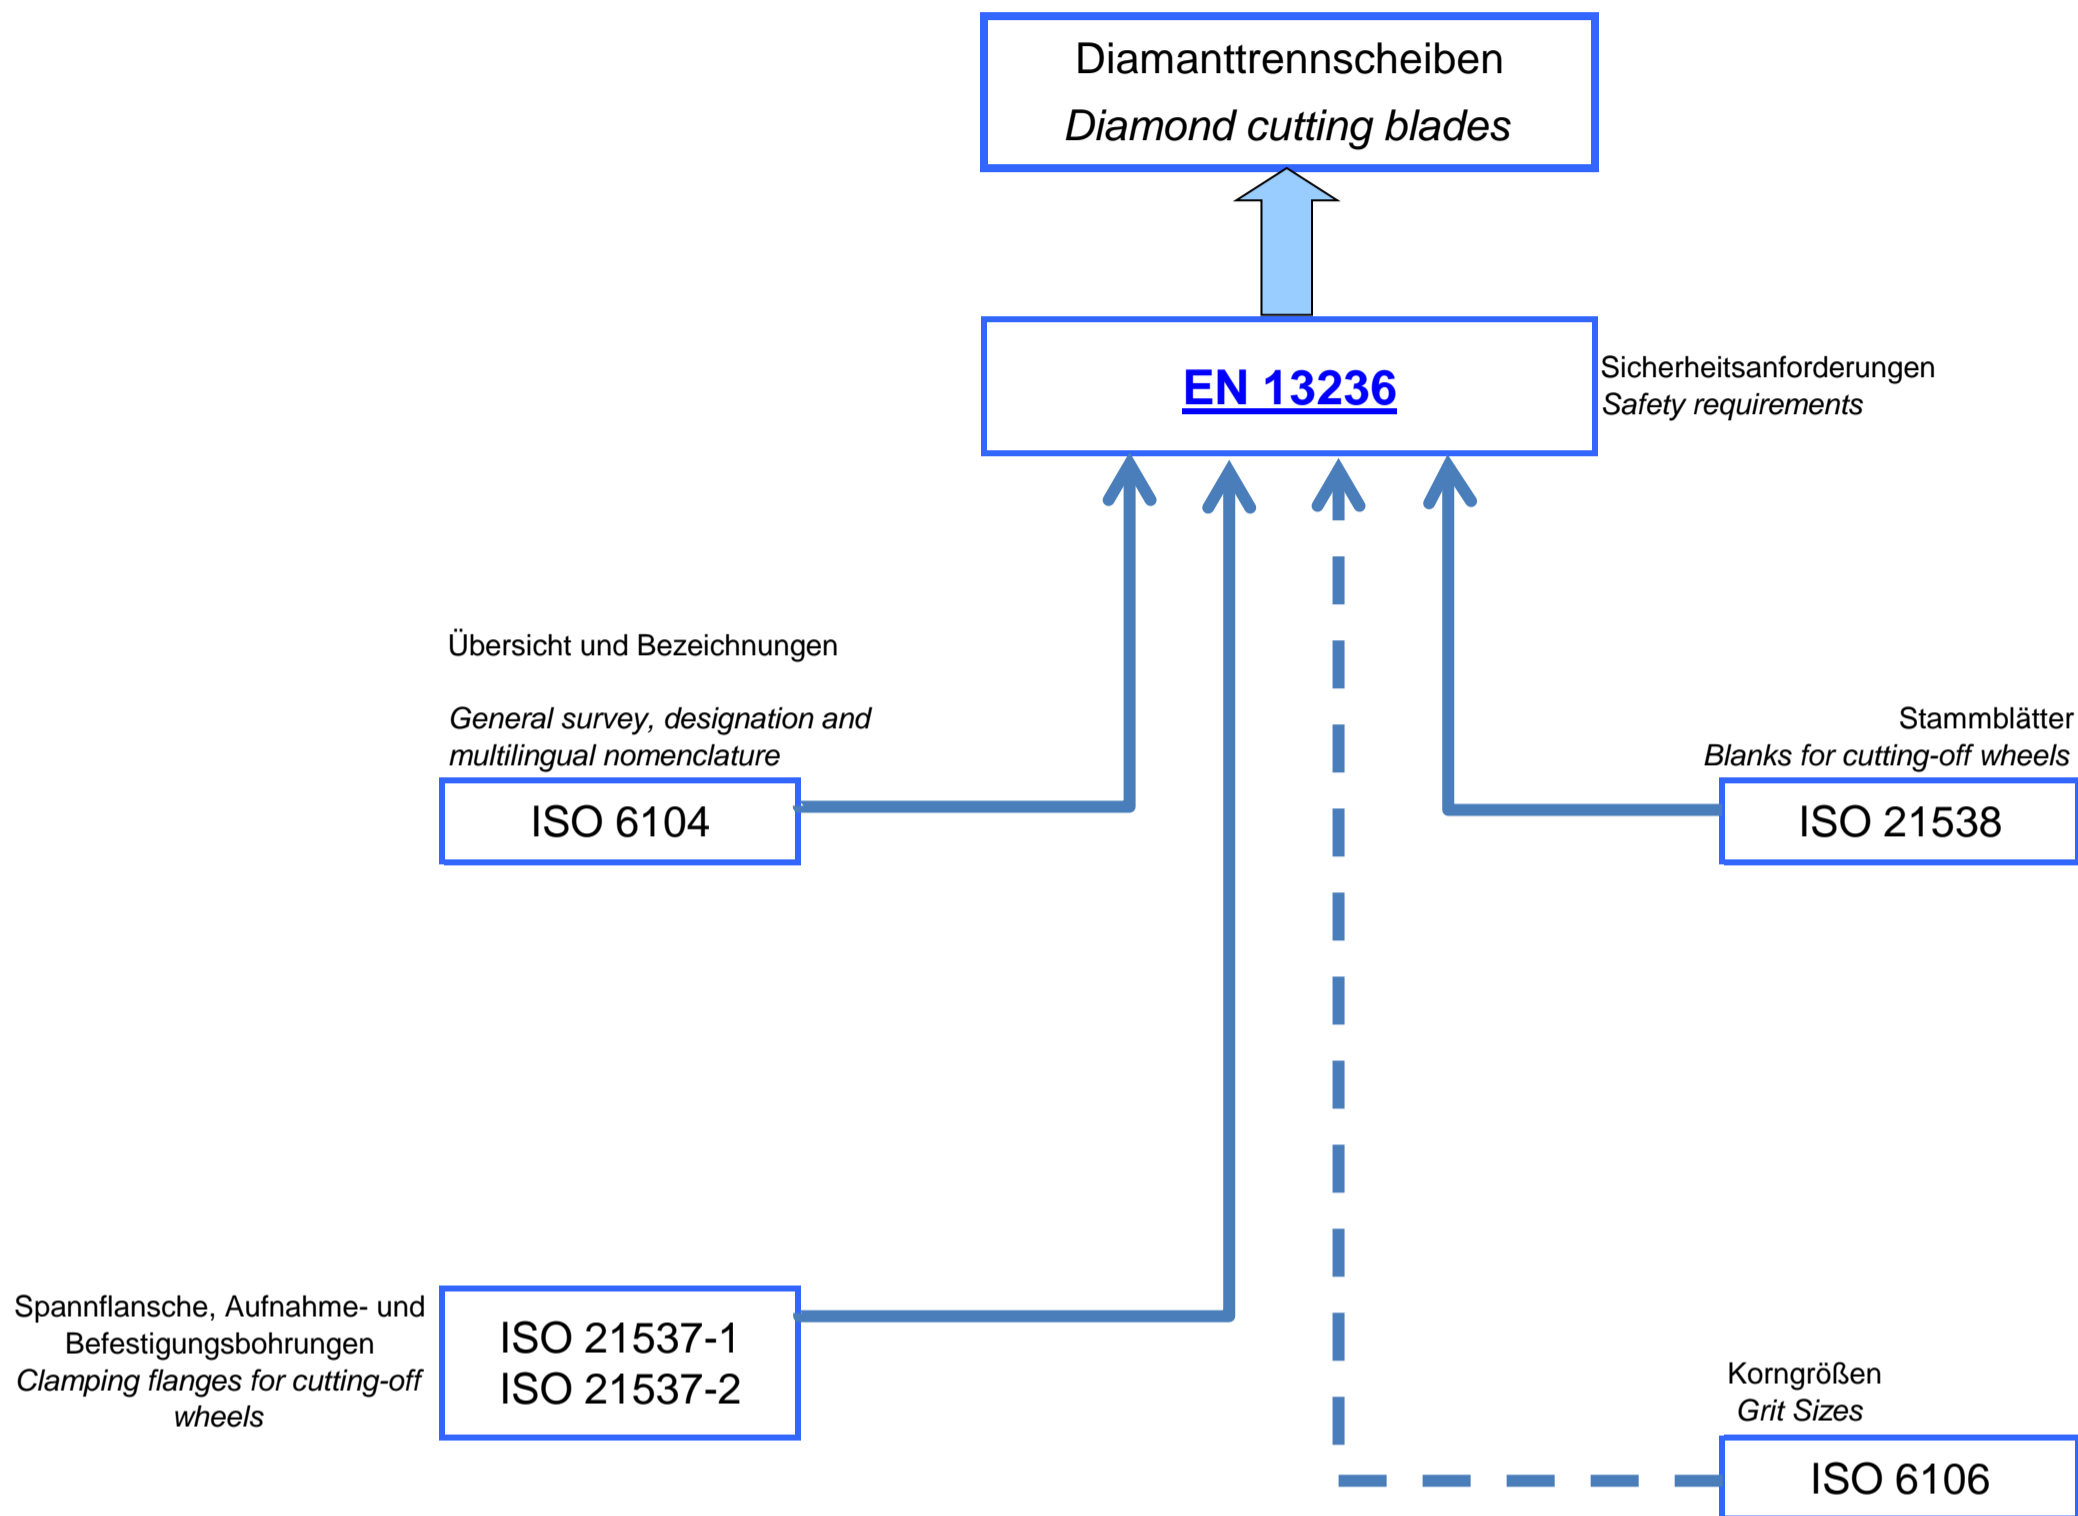 Diamanttrennscheiben
Diamond cutting blades
EN 13236
Sicherheitsanforderungen
Safety requirements
Übersicht und Bezeichnungen
General survey, designation and
multilingual nomenclature
ISO 6104
Stammblätter
Blanks for cutting-off wheels
ISO 21538
Spannflansche, Aufnahme- und
Befestigungsbohrungen
Clamping flanges for cutting-off
wheels
ISO 21537-1
ISO 21537-2
Korngrößen
Grit Sizes
ISO 6106